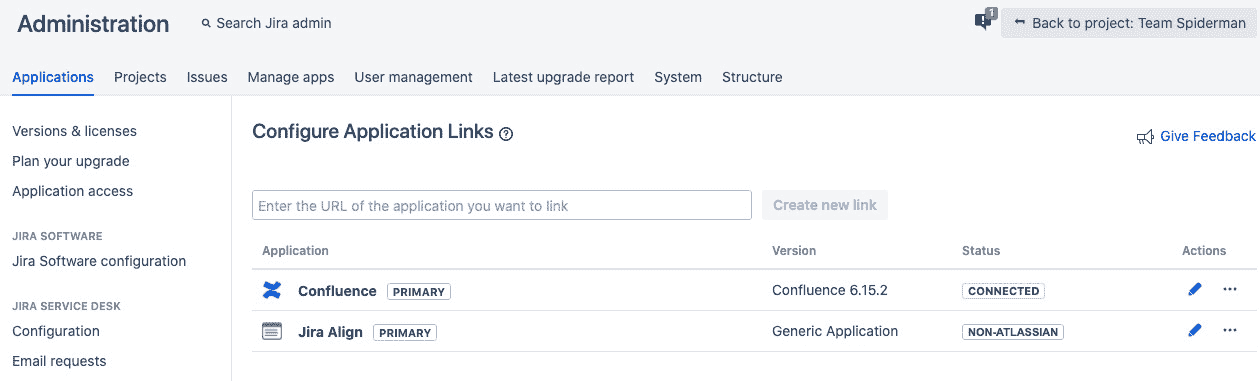 Administration
Search Jira admin
1
Back to project: Team Spiderman
Applications Projects Issues Manage apps User management Latest upgrade report System Structure
Versions & licenses
Plan your upgrade
Application access
JIRA SOFTWARE
Jira Software configuration
JIRA SERVICE DESK
Configuration
Email requests
Configure Application Links
Give Feedback
Enter the URL of the application you want to link
Create new link
Application Version Status Actions
Confluence PRIMARY Confluence 6.15.2 CONNECTED
Jira Align PRIMARY Generic Application NON-ATLASSIAN